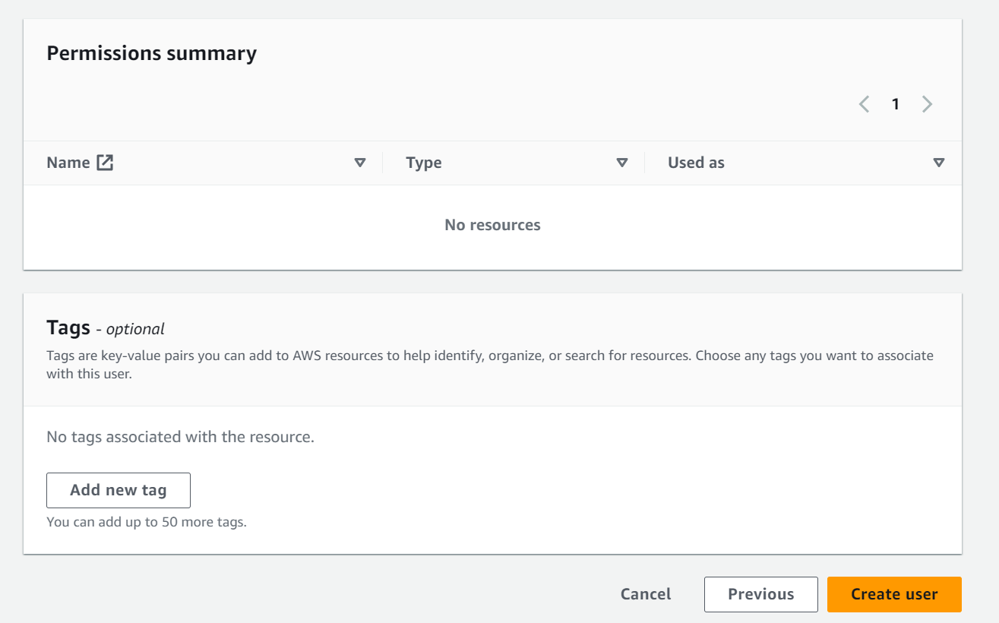 Permissions summary
1
Name
Type
Used as
No resources
Tags - optional
Tags are key-value pairs you can add to AWS resources to help identify, organize, or search for resources. Choose any tags you want to associate
with this user.
No tags associated with the resource.
Add new tag
You can add up to 50 more tags.
Cancel
Previous
Create user